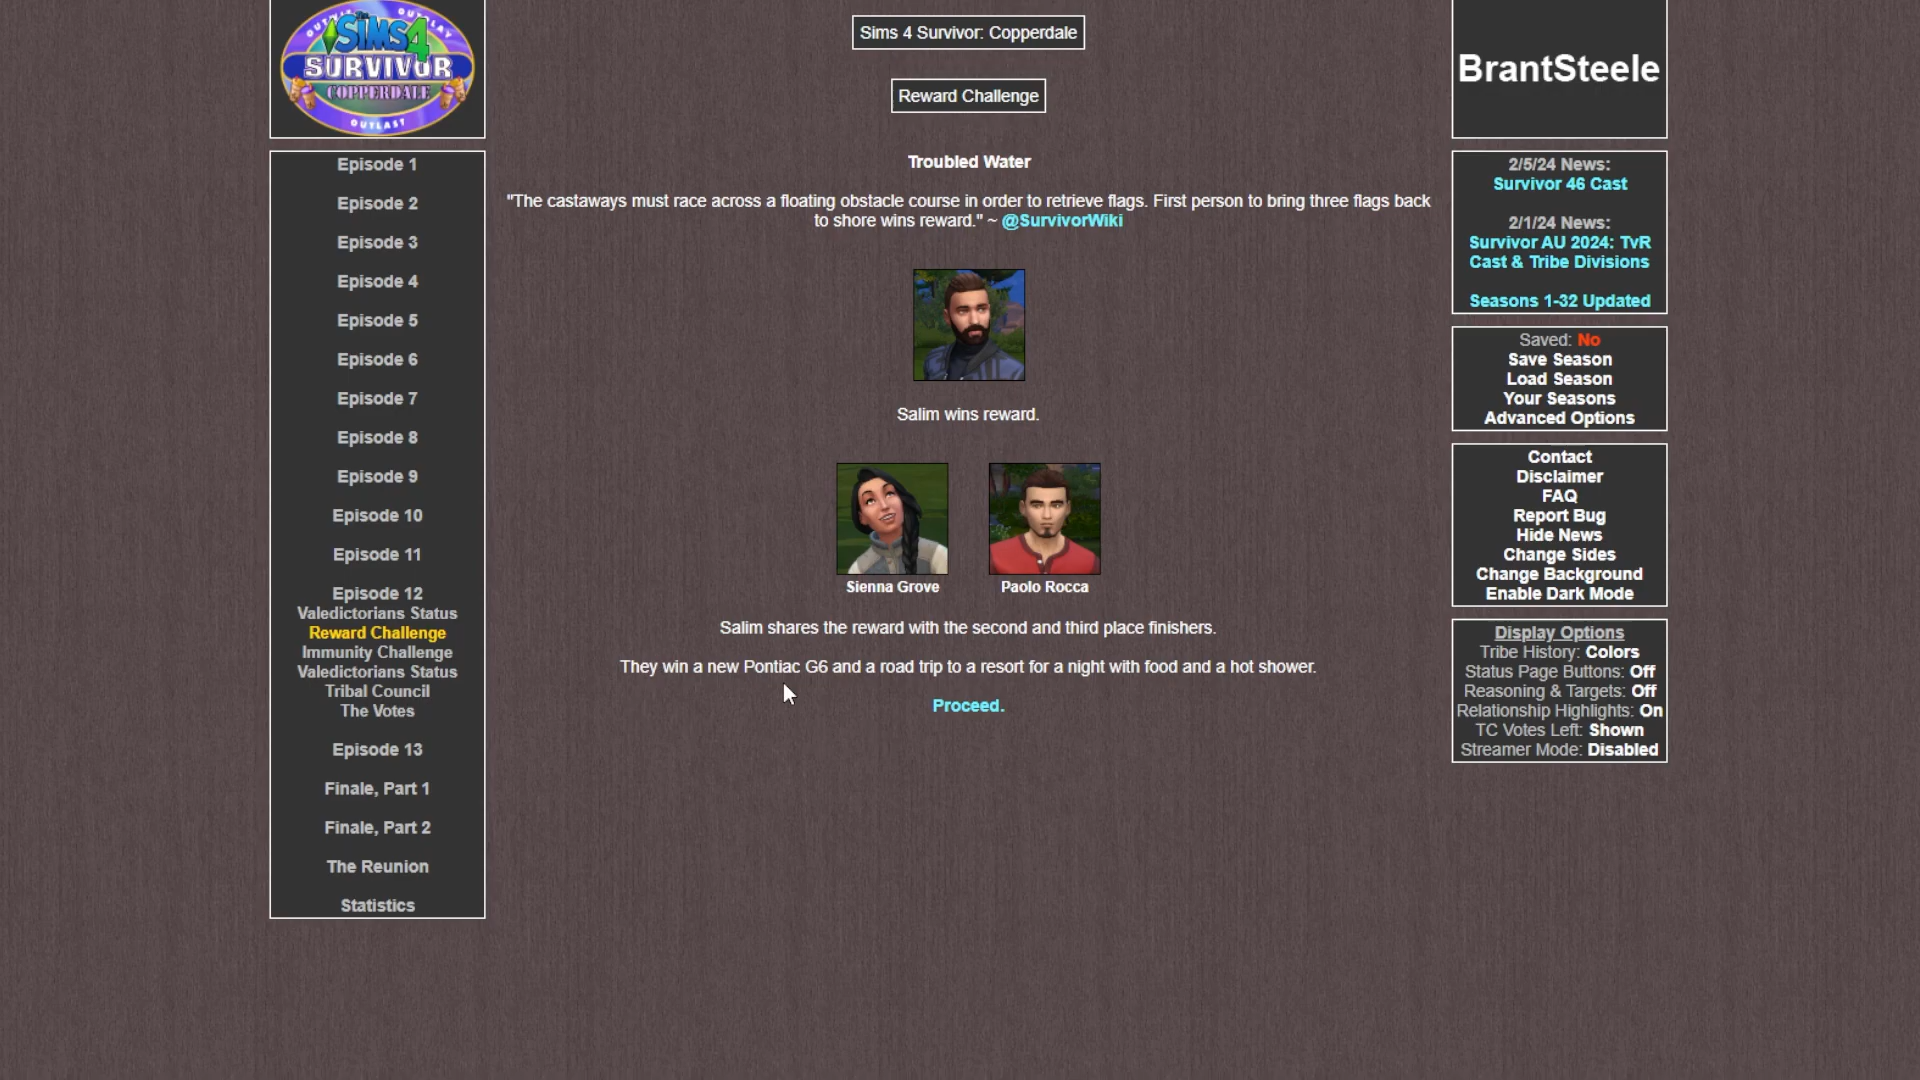 OUTWIT OUTPLAY
The SIMS 4
SURVIVOR
COPPERDALE
OUTLAST
Episode 1
Episode 2
Episode 3
Episode 4
Episode 5
Episode 6
Episode 7
Episode 8
Episode 9
Episode 10
Episode 11
Episode 12
Valedictorians Status
Reward Challenge
Immunity Challenge
Valedictorians Status
Tribal Council
The Votes
Episode 13
Finale, Part 1
Finale, Part 2
The Reunion
Statistics
Sims 4 Survivor: Copperdale
Reward Challenge
Troubled Water
"The castaways must race across a floating obstacle course in order to retrieve flags. First person to bring three flags back
to shore wins reward." ~ @SurvivorWiki
Salim wins reward.
Sienna Grove
Paolo Rocca
Salim shares the reward with the second and third place finishers.
They win a new Pontiac G6 and a road trip to a resort for a night with food and a hot shower.
Proceed.
BrantSteele
2/5/24 News:
Survivor 46 Cast
2/1/24 News:
Survivor AU 2024: TvR
Cast & Tribe Divisions
Seasons 1-32 Updated
Saved: No
Save Season
Load Season
Your Seasons
Advanced Options
Contact
Disclaimer
FAQ
Report Bug
Hide News
Change Sides
Change Background
Enable Dark Mode
Display Options
Tribe History: Colors
Status Page Buttons: Off
Reasoning & Targets: Off
Relationship Highlights: On
TC Votes Left: Shown
Streamer Mode: Disabled